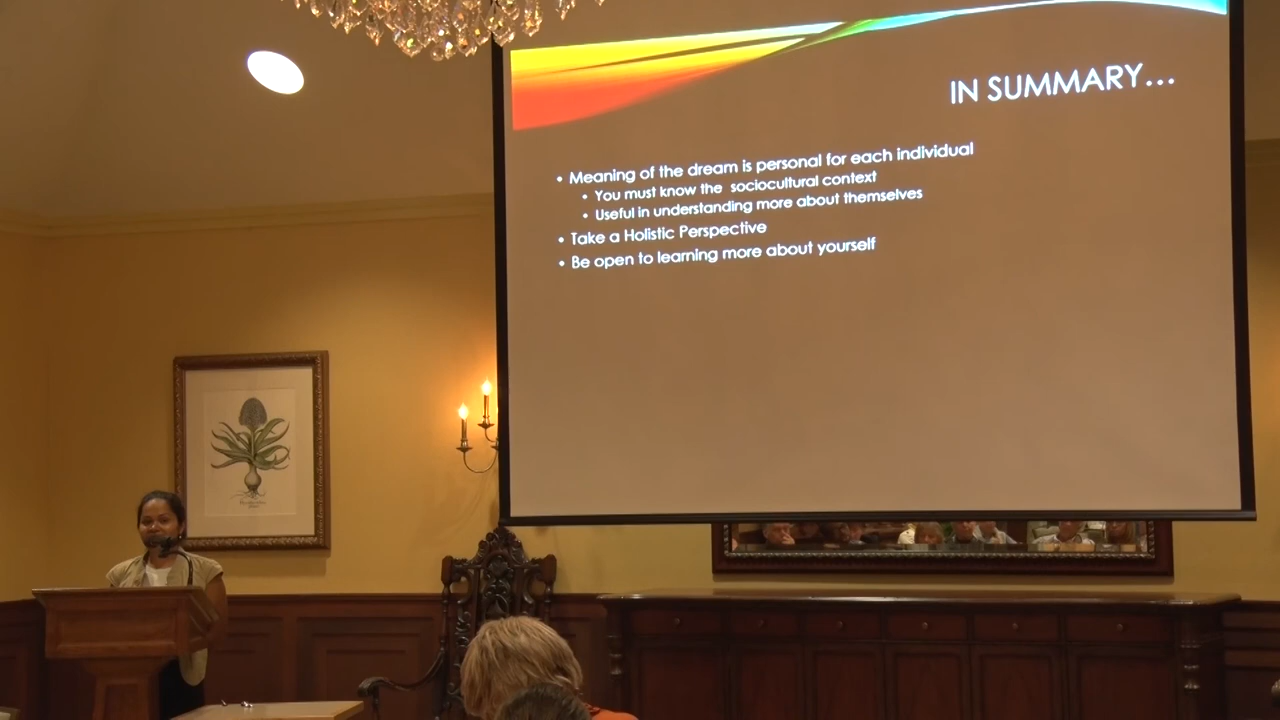 IN SUMMARY...
• Meaning of the dream is personal for each individual
• You must know the sociocultural context
• Useful in understanding more about themselves
• Take a Holistic Perspective
• Be open to learning more about yourself